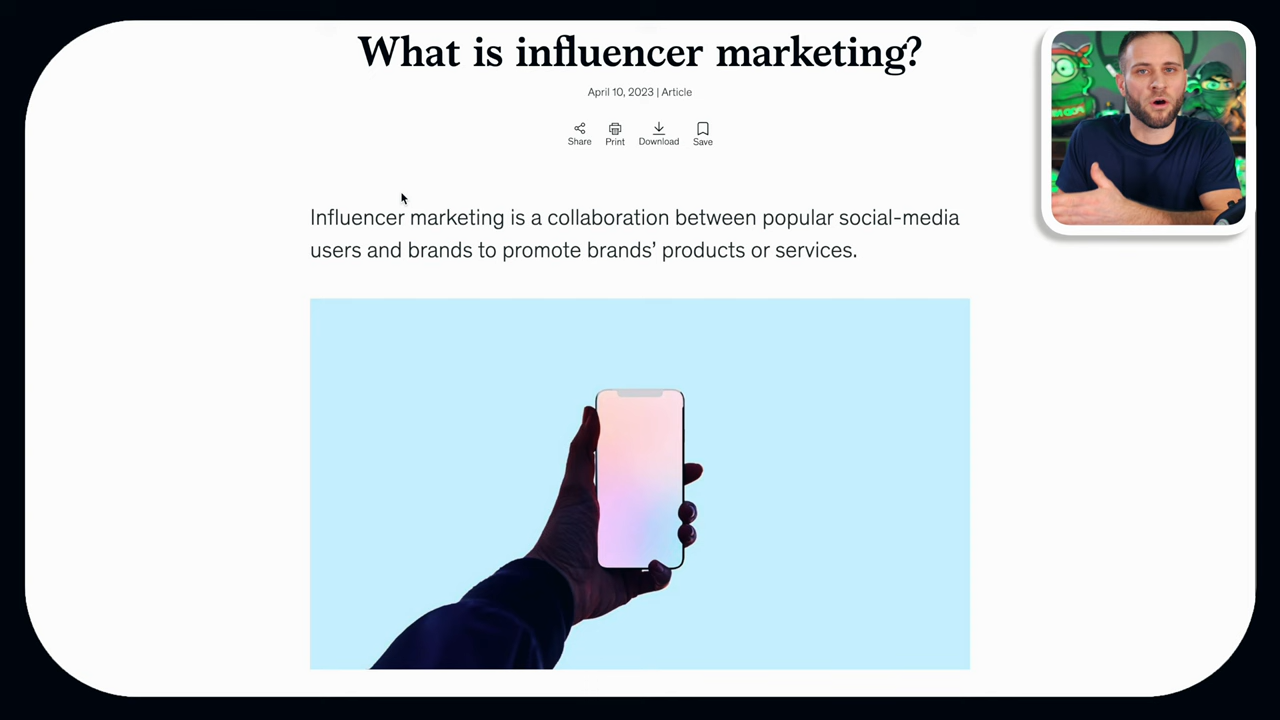 What is influencer marketing?
April 10, 2023 | Article
Share Print Download Save
Influencer marketing is a collaboration between popular social-media
users and brands to promote brands’ products or services.